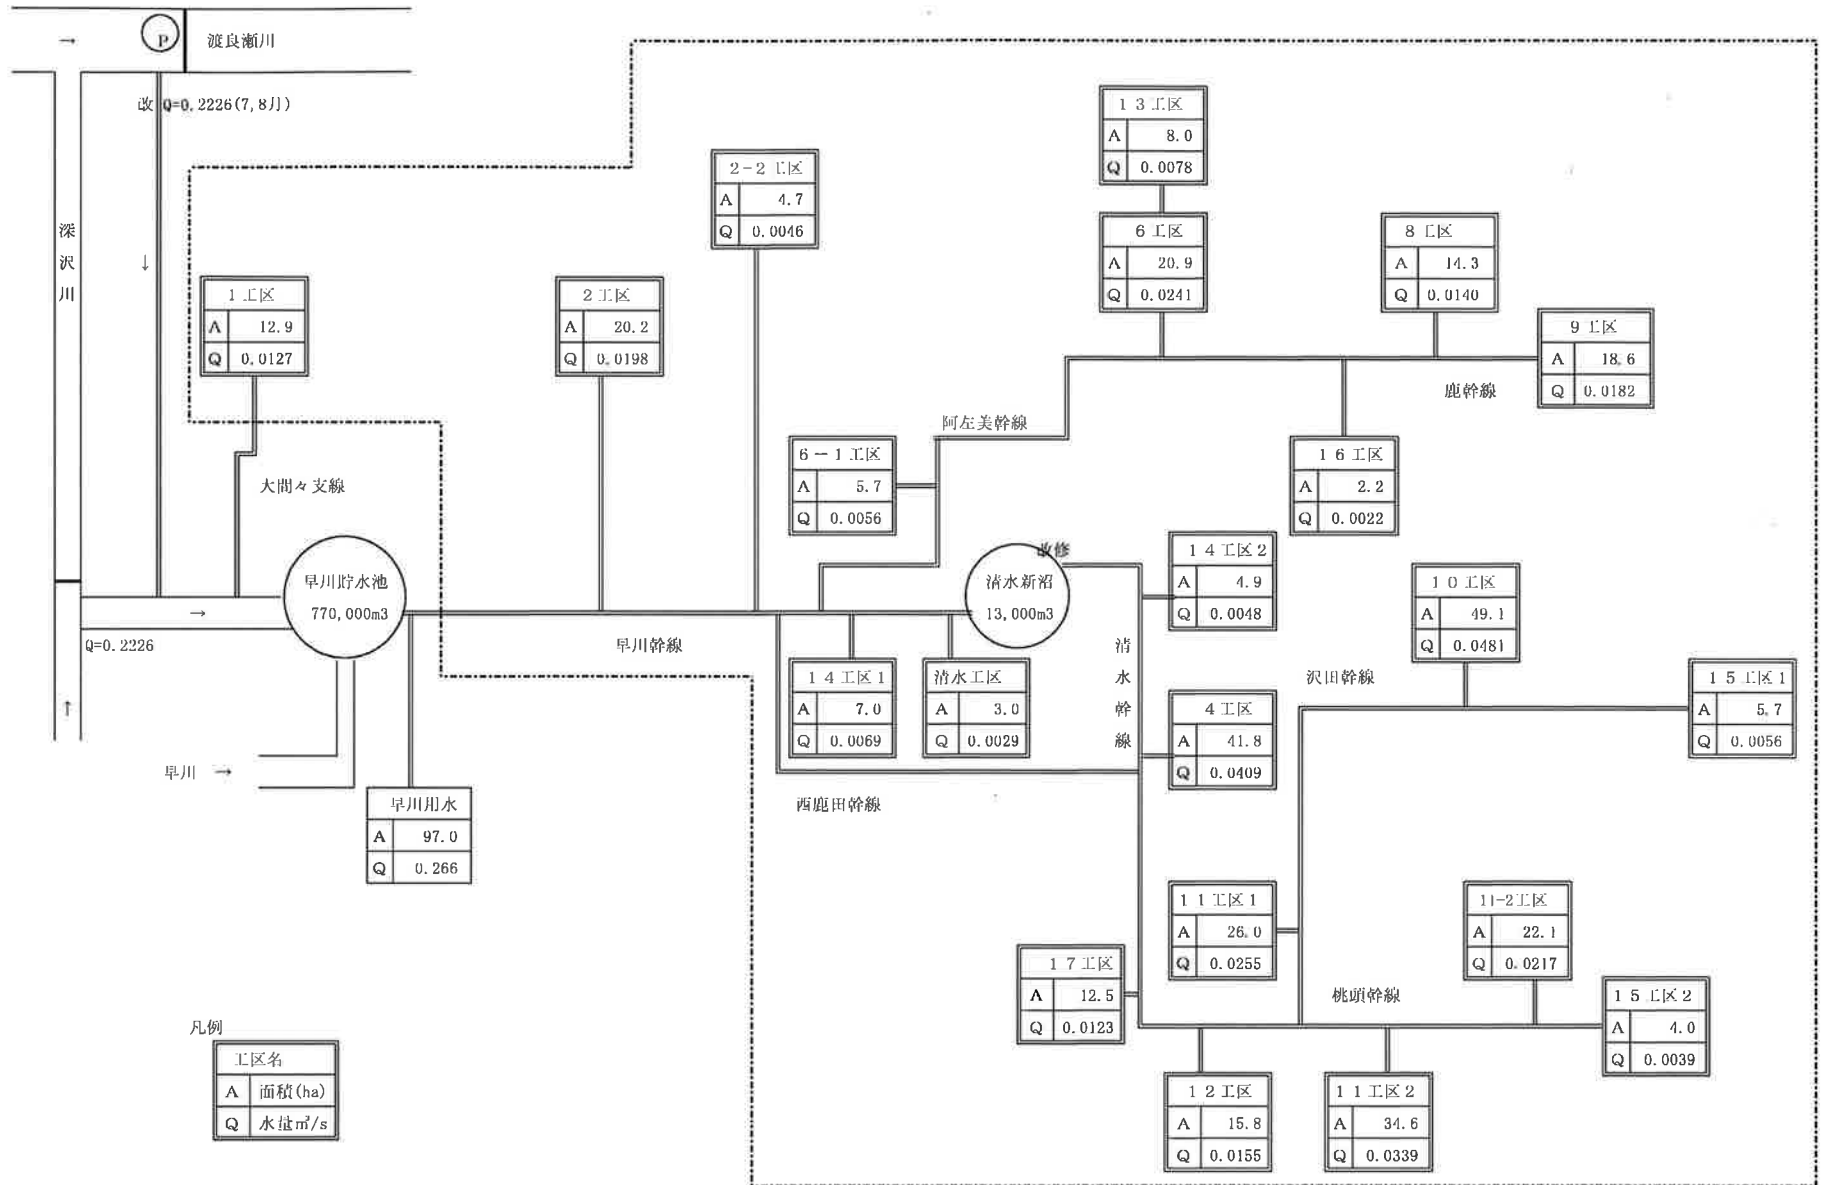 →
P
渡良瀬川
改 Q=0.2226(7,8月)
深沢川
↓
1工区
A 12.9
Q 0.0127
2工区
A 20.2
Q 0.0198
2-2工区
A 4.7
Q 0.0046
13工区
A 8.0
Q 0.0078
6工区
A 20.9
Q 0.0241
8工区
A 14.3
Q 0.0140
9工区
A 18.6
Q 0.0182
鹿幹線
阿左美幹線
6-1工区
A 5.7
Q 0.0056
16工区
A 2.2
Q 0.0022
大間々支線
早川貯水池
770,000m3
→
Q=0.2226
↑
早川幹線
清水新沼
13,000m3
改修
14工区2
A 4.9
Q 0.0048
10工区
A 49.1
Q 0.0481
清水幹線
沢田幹線
15工区1
A 5.7
Q 0.0056
14工区1
A 7.0
Q 0.0069
清水工区
A 3.0
Q 0.0029
4工区
A 41.8
Q 0.0409
早川 →
早川用水
A 97.0
Q 0.266
西鹿田幹線
11工区1
A 26.0
Q 0.0255
11-2工区
A 22.1
Q 0.0217
17工区
A 12.5
Q 0.0123
桃頭幹線
15工区2
A 4.0
Q 0.0039
12工区
A 15.8
Q 0.0155
11工区2
A 34.6
Q 0.0339
凡例
工区名
A 面積(ha)
Q 水量㎥/s